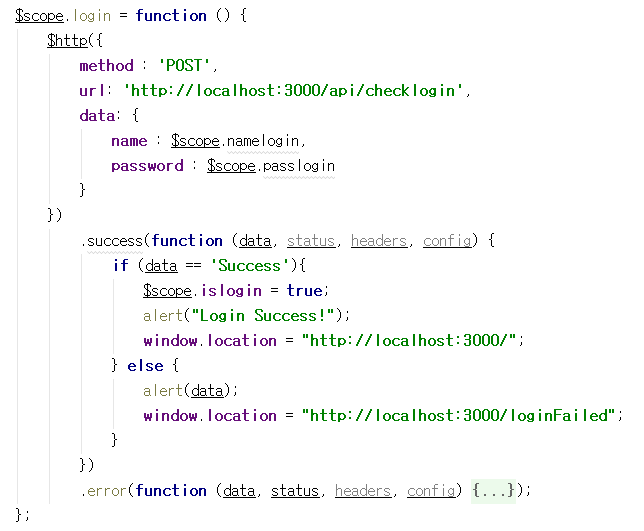 $scope.login = function () {
$http({
method : 'POST',
url: 'http://localhost:3000/api/checklogin',
data: {
name : $scope.namelogin,
password : $scope.passlogin
}
})
.success(function (data, status, headers, config) {
if (data == 'Success'){
$scope.islogin = true;
alert("Login Success!");
window.location = "http://localhost:3000/";
} else {
alert(data);
window.location = "http://localhost:3000/loginFailed";
}
})
.error(function (data, status, headers, config) {...});
};